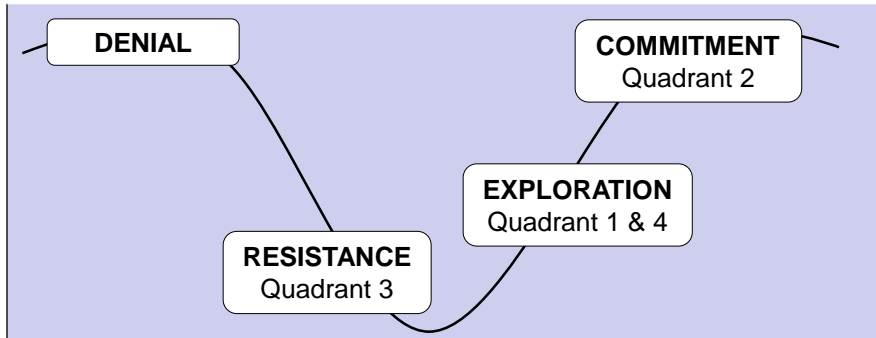 DENIAL
RESISTANCE
Quadrant 3
EXPLORATION
Quadrant 1 & 4
COMMITMENT
Quadrant 2